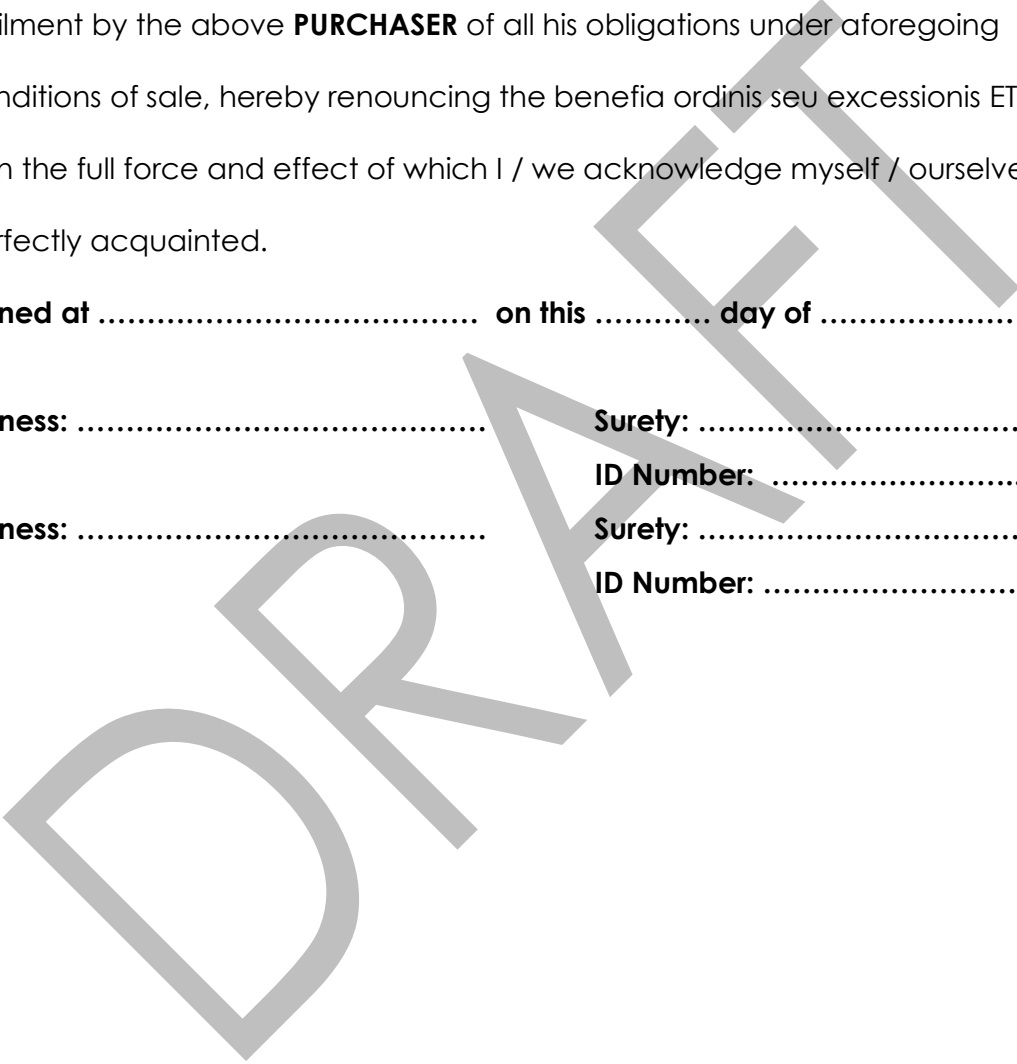 ilment by the above PURCHASER of all his obligations under aforegoing
nditions of sale, hereby renouncing the benefia ordinis seu excessionis ET
n the full force and effect of which I / we acknowledge myself / ourselve
rfectly acquainted.
ned at ………………………………… on this ………… day of ………………..
ness: …………………………………… Surety: ……………………………
ID Number: ……………………..
ness: …………………………………… Surety: ……………………………
ID Number: ……………………..
DRAFT